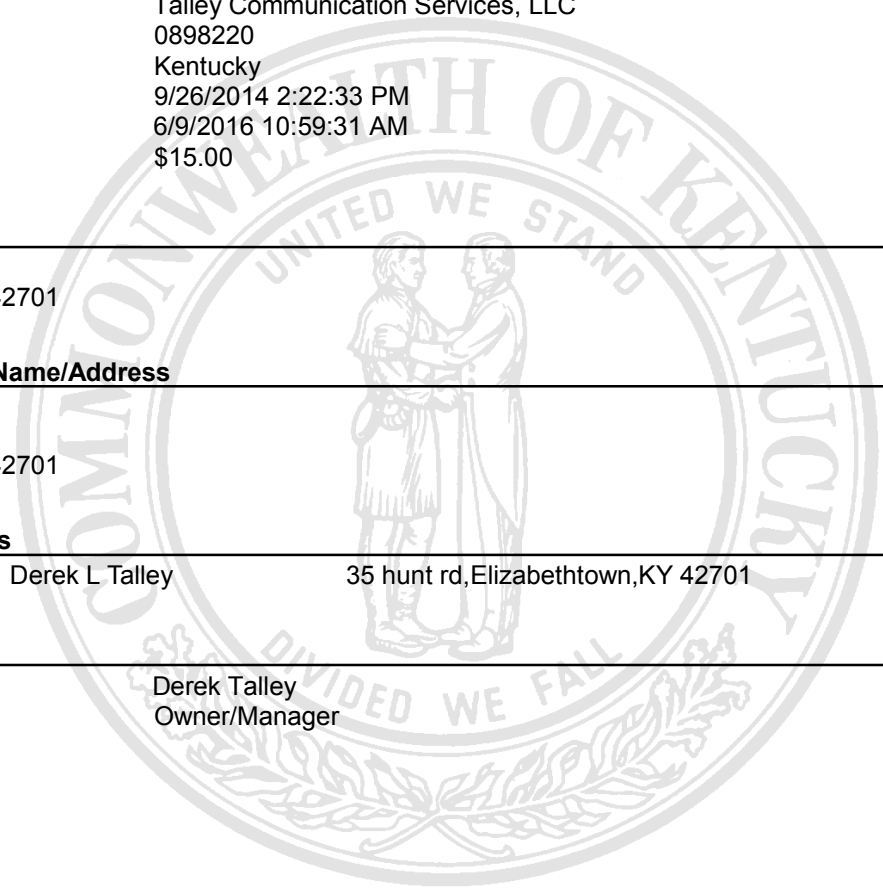 Talley Communication Services, LLC
0898220
Kentucky
9/26/2014 2:22:33 PM
6/9/2016 10:59:31 AM
$15.00
COMMONWEALTH OF KENTUCKY
UNITED WE STAND
2701
Name/Address
2701
s
Derek L Talley 35 hunt rd,Elizabethtown,KY 42701
DIVIDED WE FALL
Derek Talley
Owner/Manager